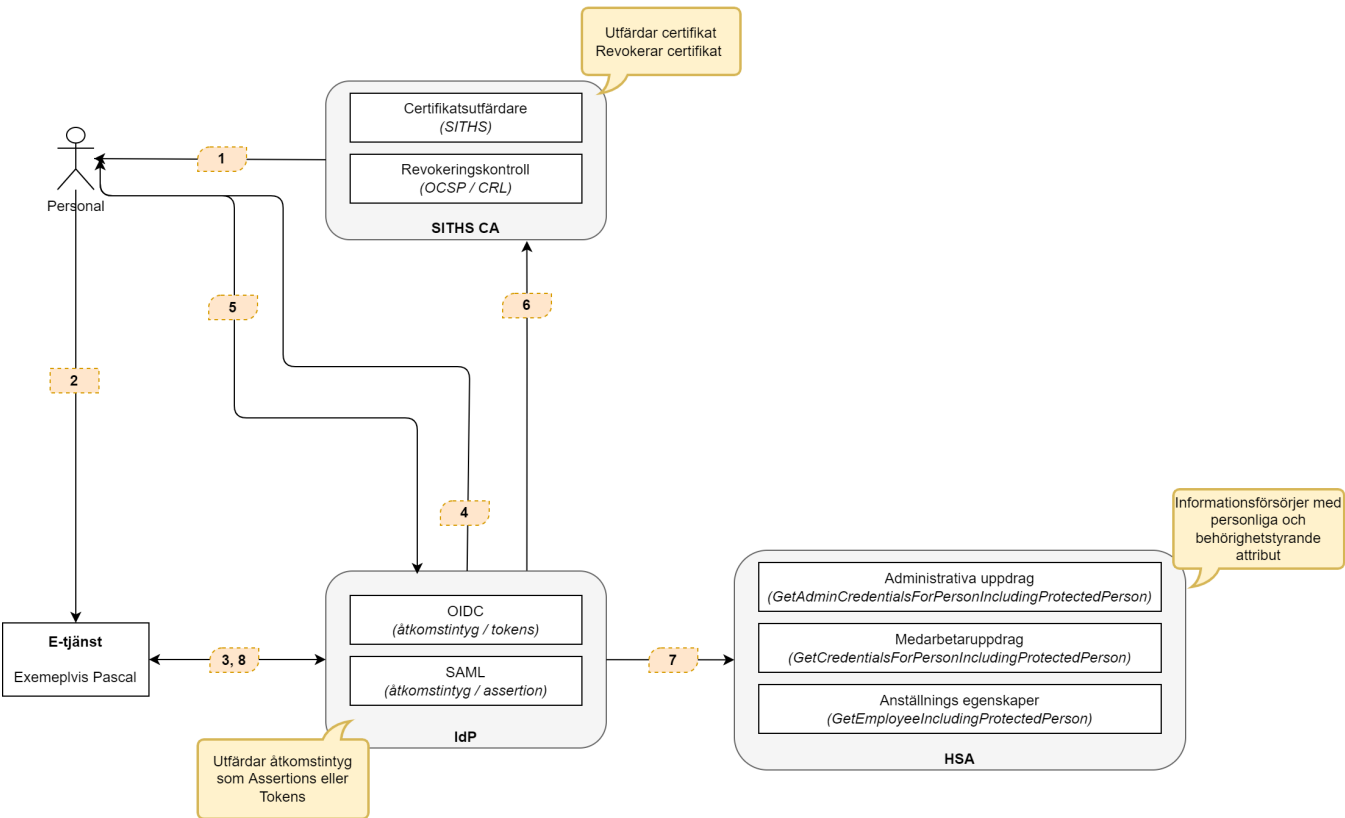 Utfärdar certifikat
Revokerar certifikat
Certifikatsutfärdare
(SITHS)
Revokeringskontroll
(OCSP / CRL)
SITHS CA
1
Personal
5
6
2
4
Informationsförsörjer med
personliga och
behörighetstyrande
attribut
Administrativa uppdrag
(GetAdminCredentialsForPersonIncludingProtectedPerson)
Medarbetaruppdrag
(GetCredentialsForPersonIncludingProtectedPerson)
Anställnings egenskaper
(GetEmployeeIncludingProtectedPerson)
HSA
OIDC
(åtkomstintyg / tokens)
SAML
(åtkomstintyg / assertion)
IdP
E-tjänst
Exemeplvis Pascal
3, 8
7
Utfärdar åtkomstintyg
som Assertions eller
Tokens